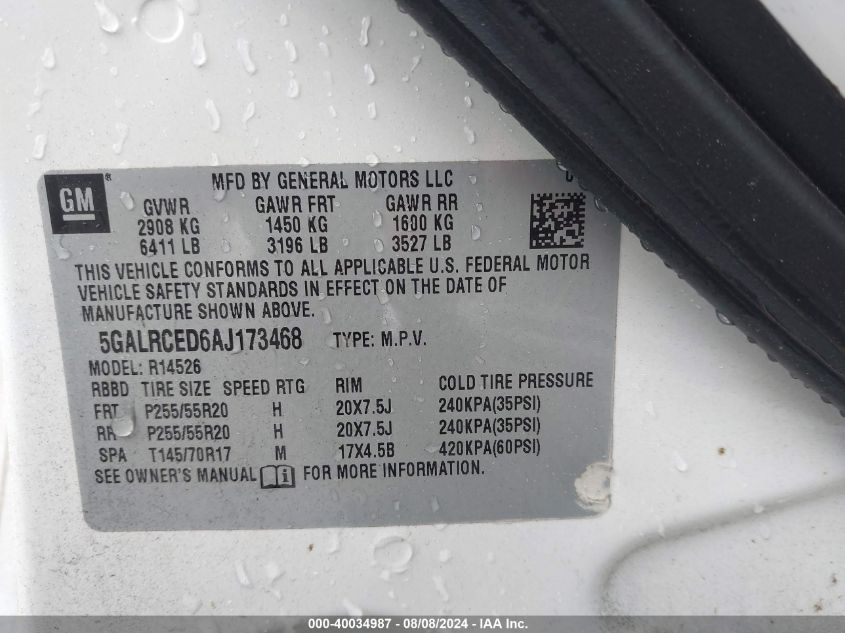 GM ® MFD BY GENERAL MOTORS LLC
GVWR GAWR FRT GAWR RR
2908 KG 1450 KG 1600 KG
6411 LB 3196 LB 3527 LB
THIS VEHICLE CONFORMS TO ALL APPLICABLE U.S. FEDERAL MOTOR
VEHICLE SAFETY STANDARDS IN EFFECT ON THE DATE OF
MANUFACTURE SHOWN ABOVE.
5GALRCED6AJ173468 TYPE: M.P.V.
MODEL: R14526
RBBD TIRE SIZE SPEED RTG RIM COLD TIRE PRESSURE
FRT P255/55R20 H 20X7.5J 240KPA(35PSI)
RR P255/55R20 H 20X7.5J 240KPA(35PSI)
SPA T145/70R17 M 17X4.5B 420KPA(60PSI)
SEE OWNER'S MANUAL i FOR MORE INFORMATION.
000-40034987 - 08/08/2024 - IAA Inc.